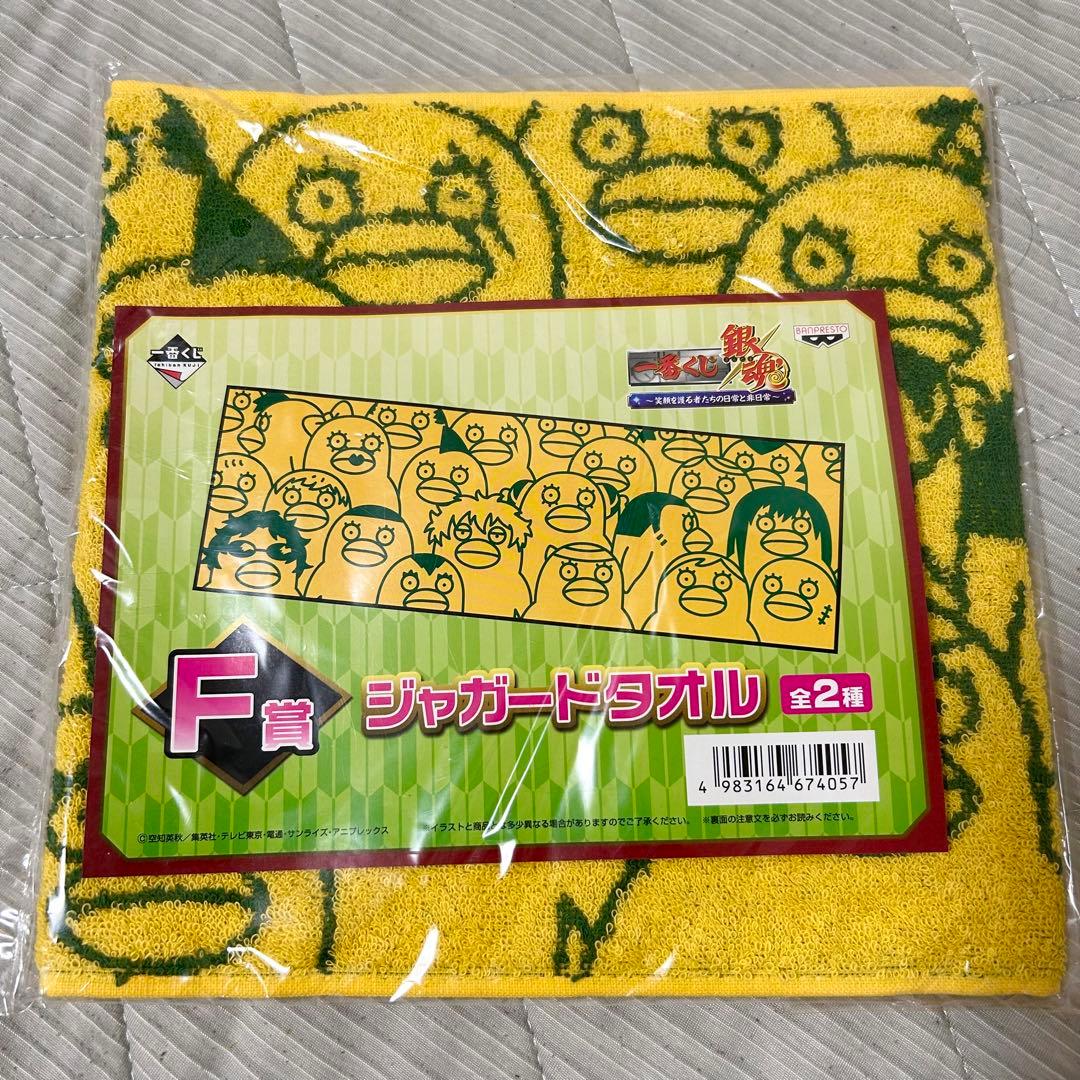 一番くじ
Ichiban KUJI
一番くじ
銀魂
～笑顔を護る者たちの日常と非日常～
BANPRESTO
F賞
ジャガードタオル
全2種
4 983164 674057
©空知英秋／集英社・テレビ東京・電通・サンライズ・アニプレックス
※イラストと商品とは多少異なる場合がありますのでご了承ください。 ※裏面の注意文を必ずお読みください。